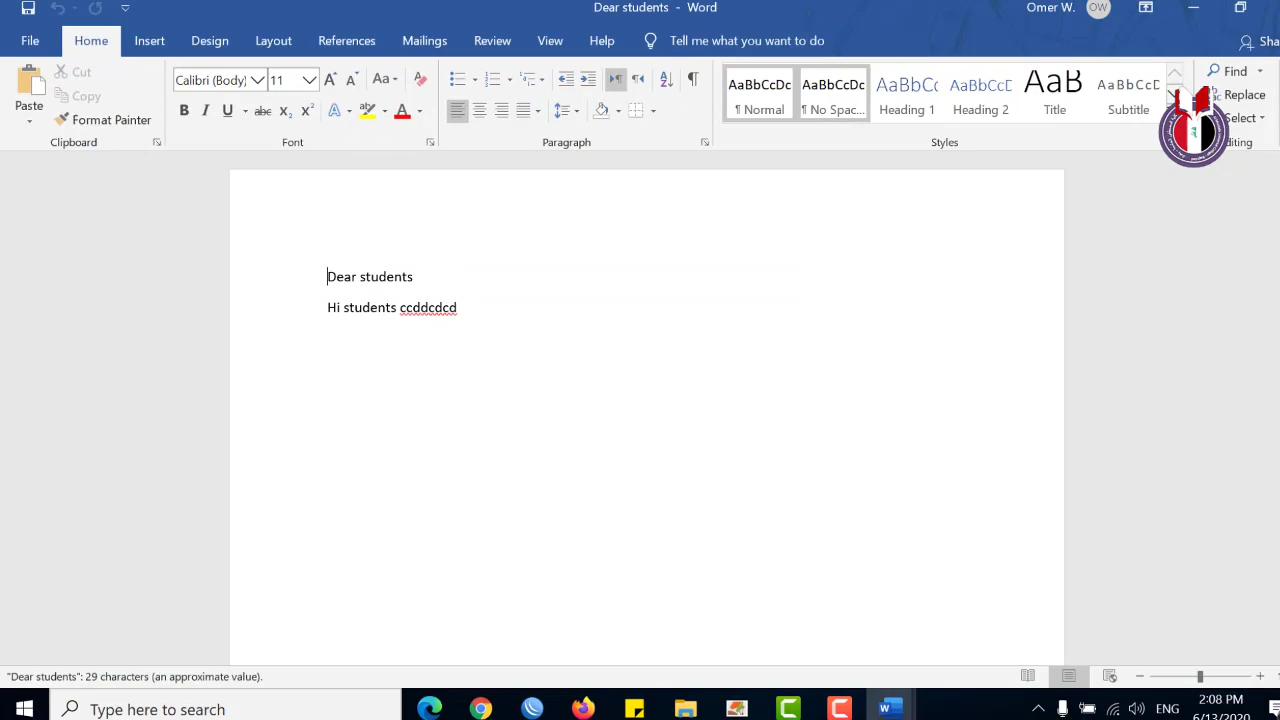 Dear students - Word
Omer W.
OW
File
Home
Insert
Design
Layout
References
Mailings
Review
View
Help
Tell me what you want to do
Sha
Paste
Cut
Copy
Format Painter
Clipboard
Calibri (Body)
11
Font
Paragraph
AaBbCcDc
¶ Normal
AaBbCcDc
¶ No Spac...
AaBbCc
Heading 1
AaBbCcD
Heading 2
AaB
Title
AaBbCcD
Subtitle
Styles
Find
Replace
Select
diting
Dear students
Hi students ccddcdcd
"Dear students": 29 characters (an approximate value).
Type here to search
ENG
2:08 PM
6/13/2020